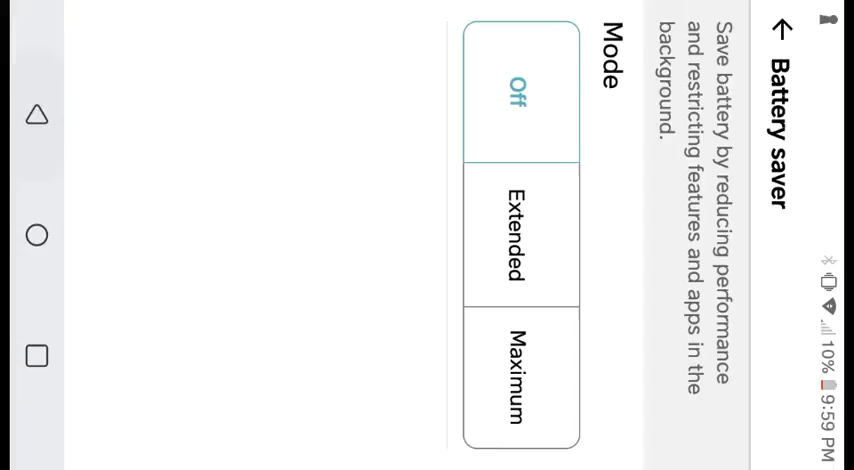 10% 9:59 PM
Battery saver
Save battery by reducing performance
and restricting features and apps in the
background.
Mode
Off
Extended
Maximum